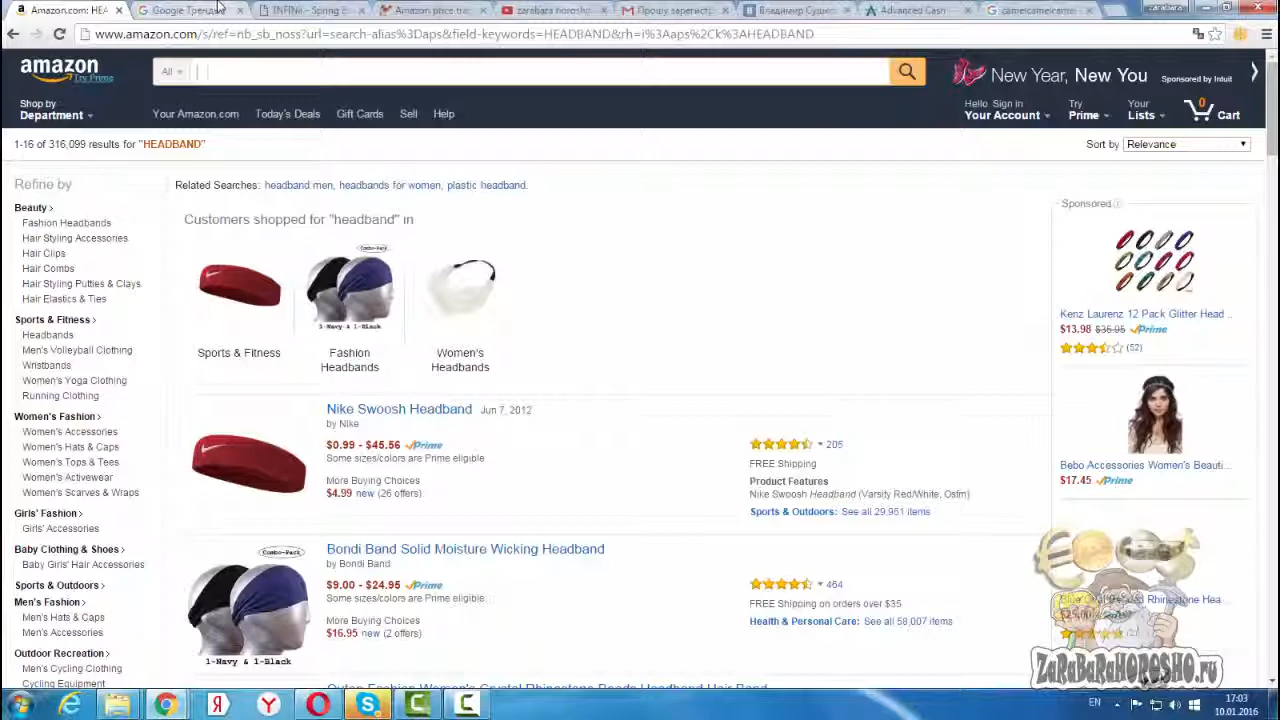 Amazon.com: HEA
Google Тренды
INFINI - Spring E
Amazon price tra
zarabara horosho
Прошу зарегистр
Владимир Сушко
Advanced Cash
camelcamelcamel
zarabara
www.amazon.com/s/ref=nb_sb_noss?url=search-alias%3Daps&field-keywords=HEADBAND&rh=i%3Aaps%2Ck%3AHEADBAND
amazon
Try Prime
All
New Year, New You
Sponsored by Intuit
Shop by
Department
Your Amazon.com
Today's Deals
Gift Cards
Sell
Help
Hello. Sign in
Your Account
Try
Prime
Your
Lists
0
Cart
1-16 of 316,099 results for "HEADBAND"
Sort by
Relevance
Refine by
Beauty
Fashion Headbands
Hair Styling Accessories
Hair Clips
Hair Combs
Hair Styling Putties & Clays
Hair Elastics & Ties
Sports & Fitness
Headbands
Men's Volleyball Clothing
Wristbands
Women's Yoga Clothing
Running Clothing
Women's Fashion
Women's Accessories
Women's Hats & Caps
Women's Tops & Tees
Women's Activewear
Women's Scarves & Wraps
Girls' Fashion
Girls' Accessories
Baby Clothing & Shoes
Baby Girls' Hair Accessories
Sports & Outdoors
Men's Fashion
Men's Hats & Caps
Men's Accessories
Outdoor Recreation
Men's Cycling Clothing
Cycling Equipment
Related Searches: headband men, headbands for women, plastic headband.
Customers shopped for "headband" in
Combo-Pack
1-Navy & 1-Black
Sports & Fitness
Fashion
Headbands
Women's
Headbands
Nike Swoosh Headband Jun 7, 2012
by Nike
$0.99 - $45.56 Prime
Some sizes/colors are Prime eligible
More Buying Choices
$4.99 new (26 offers)
205
FREE Shipping
Product Features
Nike Swoosh Headband (Varsity Red/White, Osfm)
Sports & Outdoors: See all 29,951 items
Combo-Pack
1-Navy & 1-Black
Bondi Band Solid Moisture Wicking Headband
by Bondi Band
$9.00 - $24.95 Prime
Some sizes/colors are Prime eligible
More Buying Choices
$16.95 new (2 offers)
464
FREE Shipping on orders over $35
Health & Personal Care: See all 58,007 items
Sponsored
Kenz Laurenz 12 Pack Glitter Head ..
$13.98 $36.95 Prime
(52)
Bebo Accessories Women's Beauti...
$17.45 Prime
Rhinestone Hea
ZaRaBaRaHOROSHO.ru
EN
17:03
10.01.2016